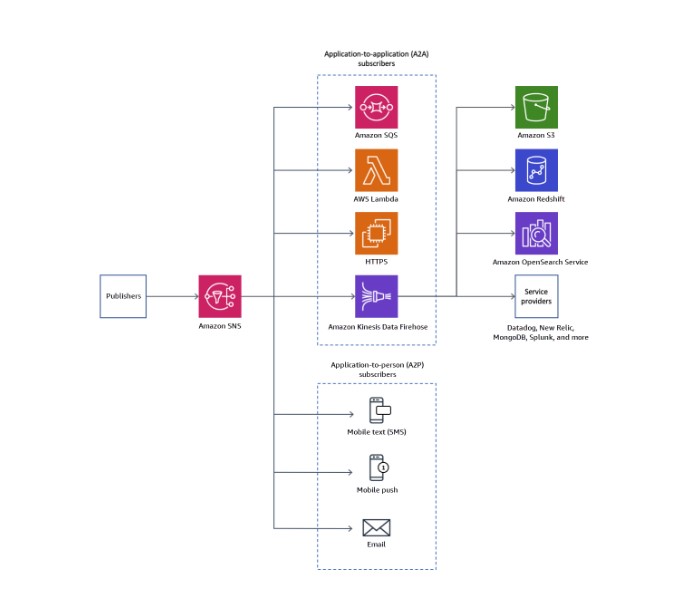 Application-to-application (A2A)
subscribers
Amazon SQS
Amazon S3
AWS Lambda
Amazon Redshift
HTTPS
Amazon OpenSearch Service
Publishers
Amazon SNS
Amazon Kinesis Data Firehose
Service
providers
Datadog, New Relic,
MongoDB, Splunk, and more
Application-to-person (A2P)
subscribers
Mobile text (SMS)
1
Mobile push
Email